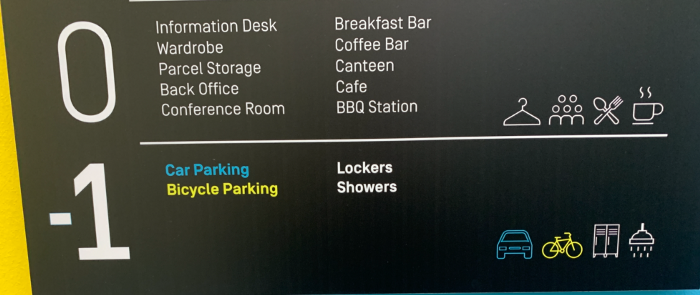 0
Information Desk
Wardrobe
Parcel Storage
Back Office
Conference Room
Breakfast Bar
Coffee Bar
Canteen
Cafe
BBQ Station
-1
Car Parking
Bicycle Parking
Lockers
Showers